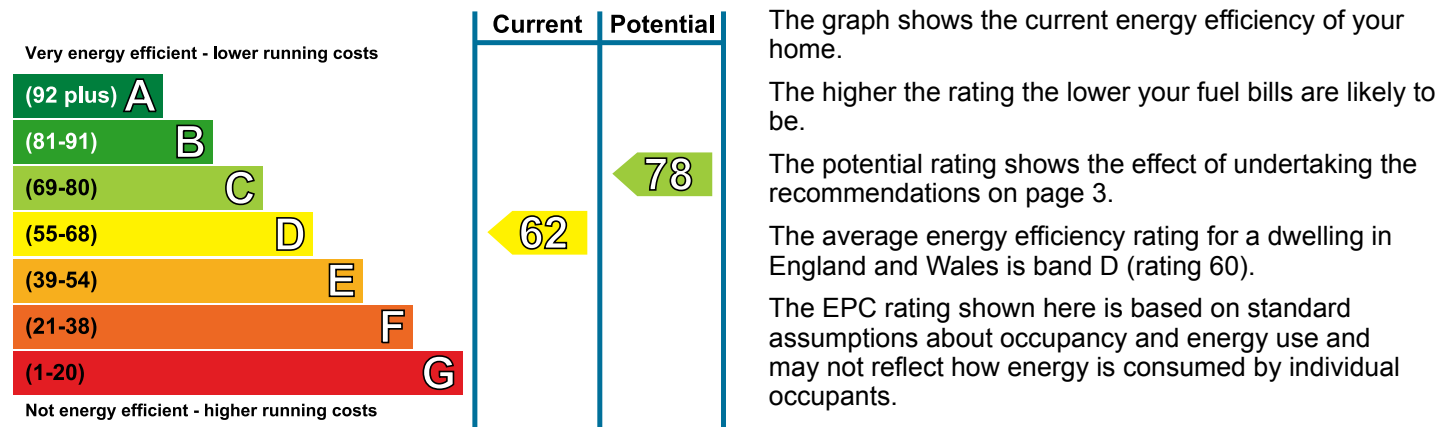 Current Potential
Very energy efficient - lower running costs
(92 plus) A
(81-91) B
(69-80) C
78
(55-68) D
62
(39-54) E
(21-38) F
(1-20) G
Not energy efficient - higher running costs
The graph shows the current energy efficiency of your
home.
The higher the rating the lower your fuel bills are likely to
be.
The potential rating shows the effect of undertaking the
recommendations on page 3.
The average energy efficiency rating for a dwelling in
England and Wales is band D (rating 60).
The EPC rating shown here is based on standard
assumptions about occupancy and energy use and
may not reflect how energy is consumed by individual
occupants.